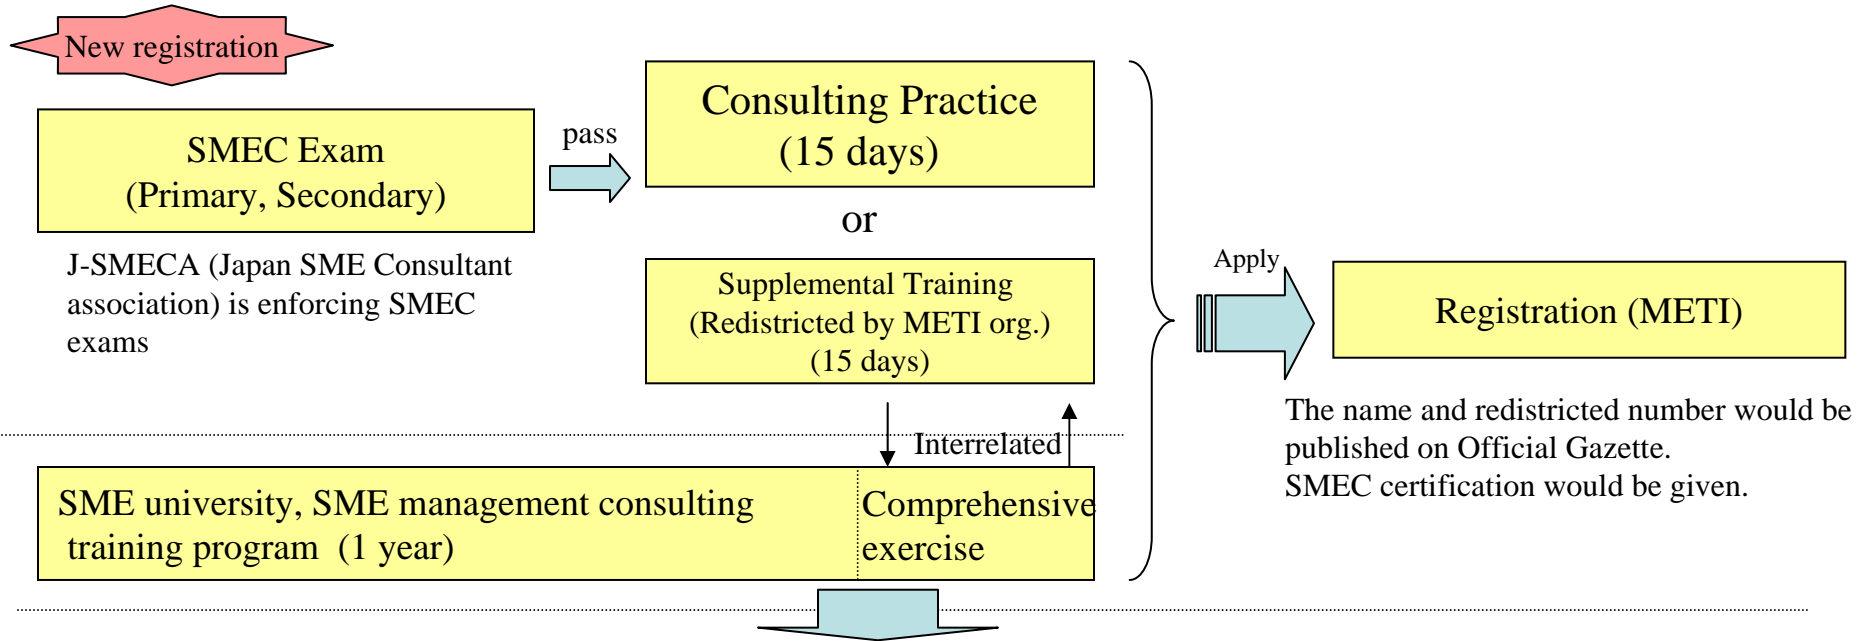 New registration
SMEC Exam
(Primary, Secondary)
J-SMECA (Japan SME Consultant
association) is enforcing SMEC
exams
pass
Consulting Practice
(15 days)
or
Supplemental Training
(Redistricted by METI org.)
(15 days)
Interrelated
SME university, SME management consulting
training program (1 year)
Comprehensive
exercise
Apply
Registration (METI)
The name and redistricted number would be
published on Official Gazette.
SMEC certification would be given.